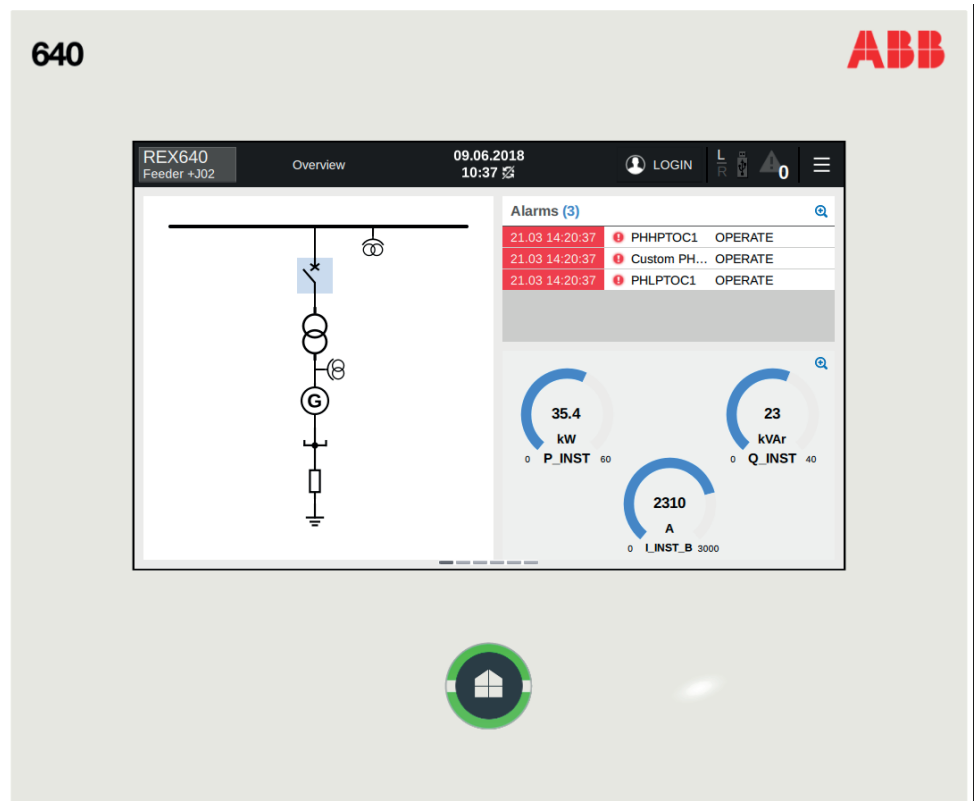 640
ABB
REX640
Feeder +J02
Overview
09.06.2018
10:37
LOGIN
L
R
0
Alarms (3)
21.03 14:20:37 PHHPTOC1 OPERATE
21.03 14:20:37 Custom PH... OPERATE
21.03 14:20:37 PHLPTOC1 OPERATE
G
35.4
kW
0 P_INST 60
23
kVAr
0 Q_INST 40
2310
A
0 I_INST_B 3000